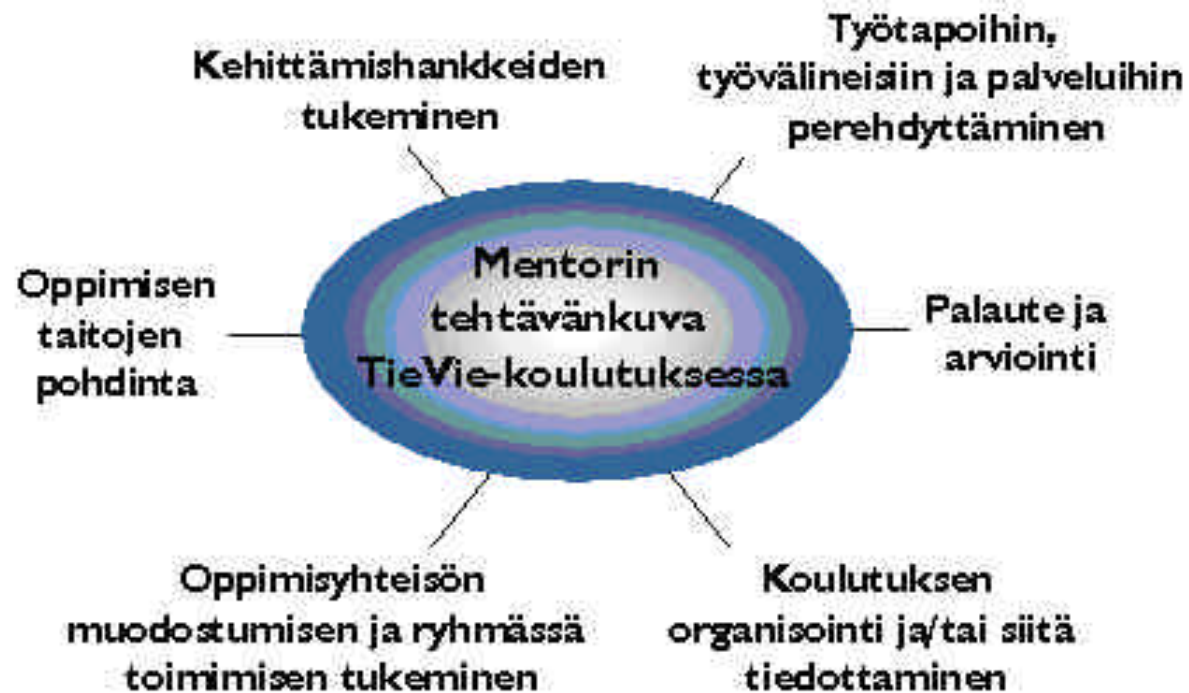 Kehittämishankkeiden
tukeminen
Työtapoihin,
työvälineisiin ja palveluihin
perehdyttäminen
Oppimisen
taitojen
pohdinta
Mentorin
tehtävänkuva
TieVie-koulutuksessa
Palaute ja
arviointi
Oppimisyhteisön
muodostumisen ja ryhmässä
toimimisen tukeminen
Koulutuksen
organisointi ja/tai siitä
tiedottaminen